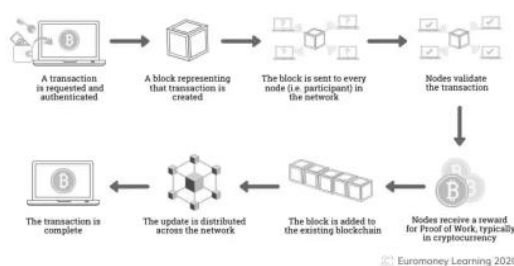 A transaction
is requested and
authenticated
A block representing
that transaction is
created
The block is sent to every
node (i.e. participant) in
the network
Nodes validate
the transaction
The transaction is
complete
The update is distributed
across the network
The block is added to
the existing blockchain
Nodes receive a reward
for Proof of Work, typically
in cryptocurrency
Euromoney Learning 2020